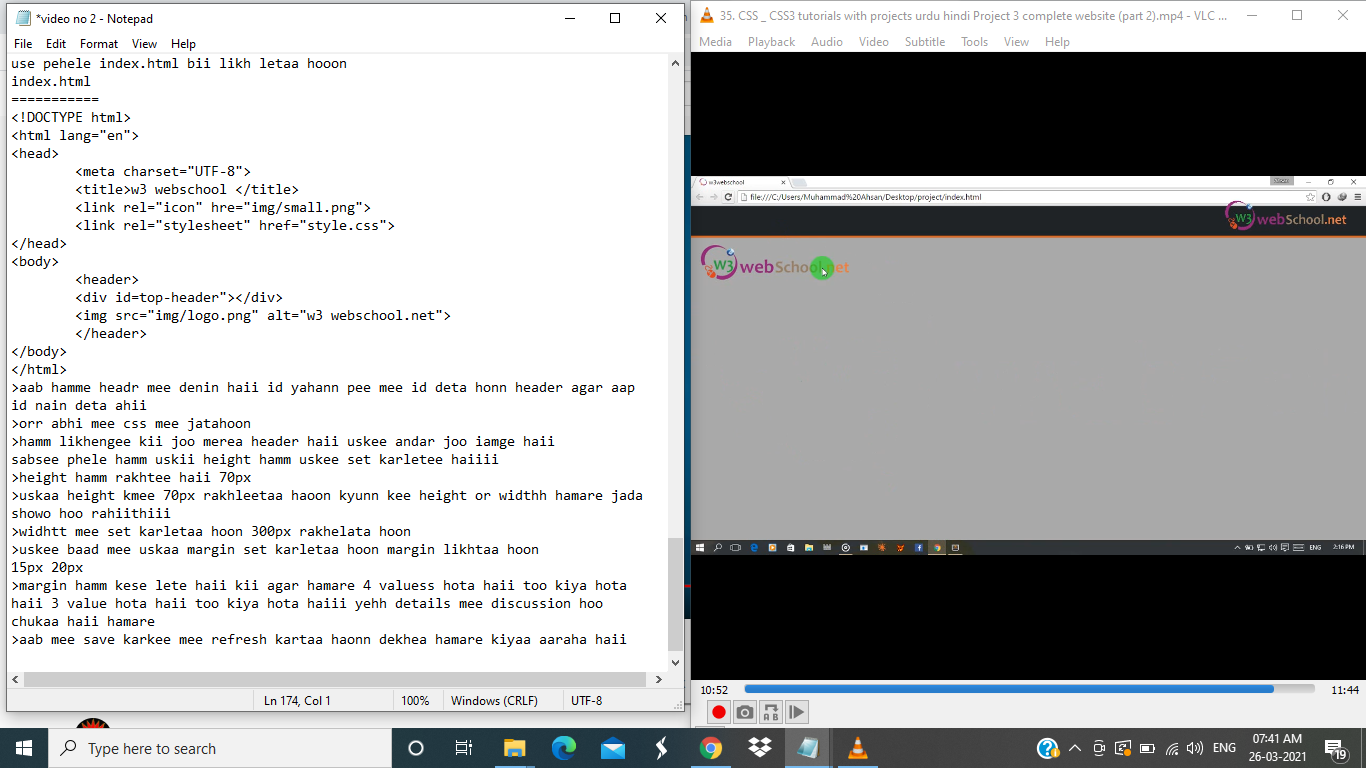 *video no 2 - Notepad
File Edit Format View Help
use pehele index.html bii likh letaa hooon
index.html
===========
<!DOCTYPE html>
<html lang="en">
<head>
<meta charset="UTF-8">
<title>w3 webschool </title>
<link rel="icon" hre="img/small.png">
<link rel="stylesheet" href="style.css">
</head>
<body>
<header>
<div id=top-header"></div>
<img src="img/logo.png" alt="w3 webschool.net">
</header>
</body>
</html>
>aab hamme headr mee denin haii id yahann pee mee id deta honn header agar aap
id nain deta ahii
>orr abhi mee css mee jatahoon
>hamm likhengee kii joo merea header haii uskee andar joo iamge haii
sabsee phele hamm uskii height hamm uskee set karletee haiiii
>height hamm rakhtee haii 70px
>uskaa height kmee 70px rakhleetaa haoon kyunn kee height or widthh hamare jada
showo hoo rahiithiii
>widhtt mee set karletaa hoon 300px rakhelata hoon
>uskee baad mee uskaa margin set karletaa hoon margin likhtaa hoon
15px 20px
>margin hamm kese lete haii kii agar hamare 4 valuess hota haii too kiya hota
haii 3 value hota haii too kiya hota haiii yehh details mee discussion hoo
chukaa haii hamare
>aab mee save karkee mee refresh kartaa haonn dekhea hamare kiyaa aaraha haii
Ln 174, Col 1 100% Windows (CRLF) UTF-8
35. CSS _ CSS3 tutorials with projects urdu hindi Project 3 complete website (part 2).mp4 - VLC ...
Media Playback Audio Video Subtitle Tools View Help
w3webschool
file:///C:/Users/Muhammad%20Ahsan/Desktop/project/index.html
W3 webSchool.net
W3 webSchool.net
ENG 2:16 PM
10:52 11:44
A B
Type here to search
ENG 07:41 AM
26-03-2021
19